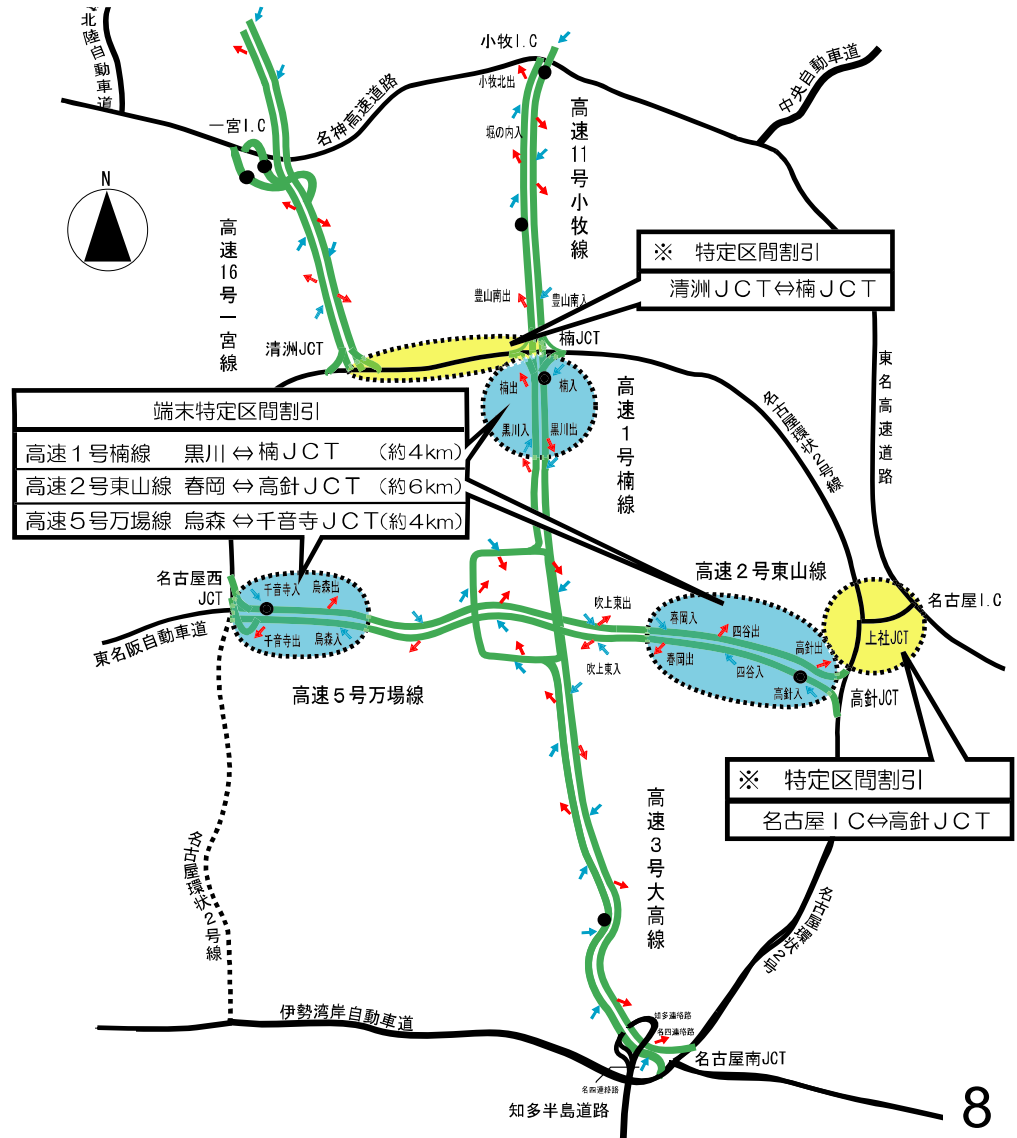 北陸自動車道
小牧I.C
小牧北出
中央自動車道
一宮I.C
名神高速道路
堀の内入
高速11号小牧線
N
高速16号一宮線
※ 特定区間割引
清洲JCT⇔楠JCT
豊山南出
豊山南入
清洲JCT
楠JCT
東名高速道路
楠出
楠入
高速1号楠線
黒川入
黒川出
名古屋環状2号線
端末特定区間割引
高速1号楠線 黒川⇔楠JCT (約4km)
高速2号東山線 春岡⇔高針JCT (約6km)
高速5号万場線 烏森⇔千音寺JCT(約4km)
名古屋西
JCT
千音寺入
烏森出
千音寺出
烏森入
東名阪自動車道
高速5号万場線
高速2号東山線
吹上東出
吹上東入
春岡入
四谷出
春岡出
四谷入
高針出
高針入
上社JCT
名古屋I.C
高針JCT
※ 特定区間割引
名古屋IC⇔高針JCT
高速3号大高線
名古屋環状2号線
名古屋環状2号
伊勢湾岸自動車道
知多連絡路
名四連絡路
名古屋南JCT
名四連絡路
知多半島道路
8